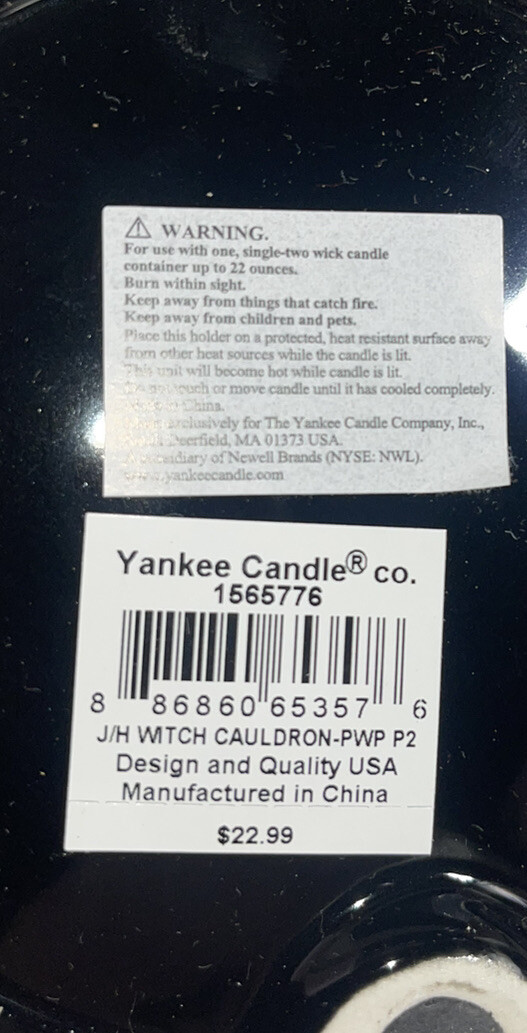 WARNING.
For use with one, single-two wick candle
container up to 22 ounces.
Burn within sight.
Keep away from things that catch fire.
Keep away from children and pets.
Place this holder on a protected, heat resistant surface away
from other heat sources while the candle is lit.
This unit will become hot while candle is lit.
touch or move candle until it has cooled completely.
China.
for The Yankee Candle Company, Inc.,
Deerfield, MA 01373 USA.
of Newell Brands (NYSE: NWL).
www.yankeecandle.com
Yankee Candle® co.
1565776
8 86860 65357 6
J/H WITCH CAULDRON-PWP P2
Design and Quality USA
Manufactured in China
$22.99